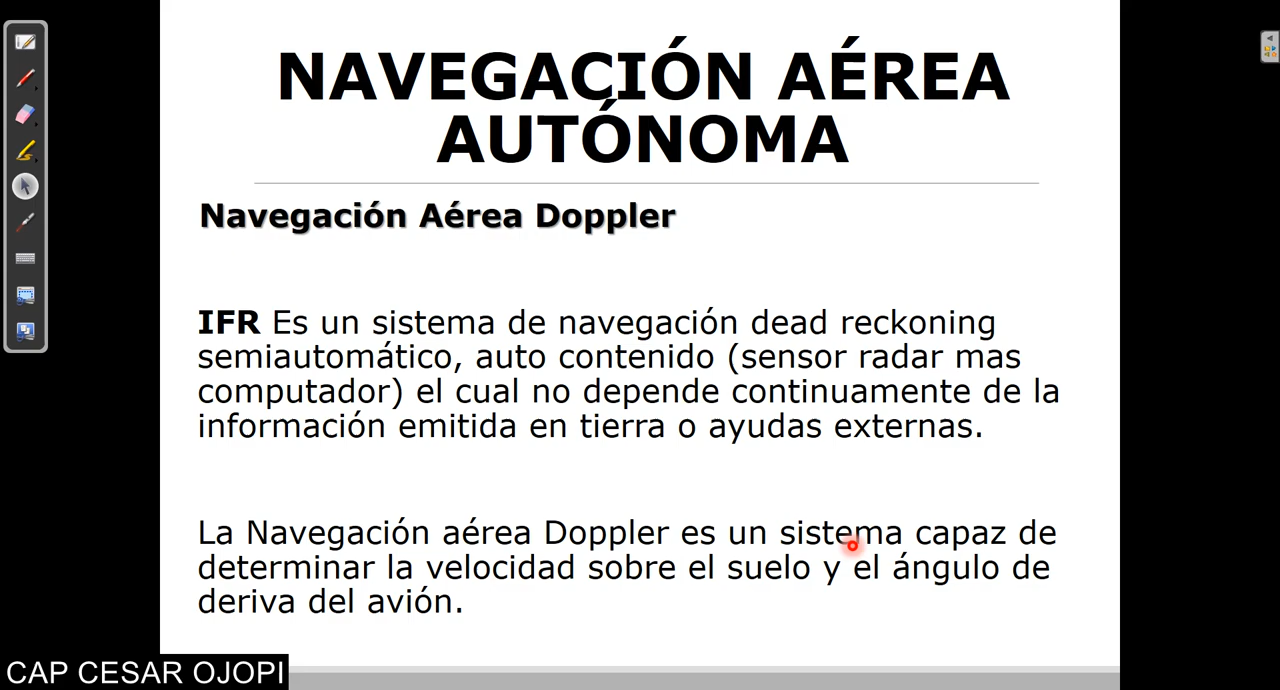 NAVEGACIÓN AÉREA
AUTÓNOMA
Navegación Aérea Doppler
IFR Es un sistema de navegación dead reckoning
semiautomático, auto contenido (sensor radar mas
computador) el cual no depende continuamente de la
información emitida en tierra o ayudas externas.
La Navegación aérea Doppler es un sistema capaz de
determinar la velocidad sobre el suelo y el ángulo de
deriva del avión.
CAP CESAR OJOPI